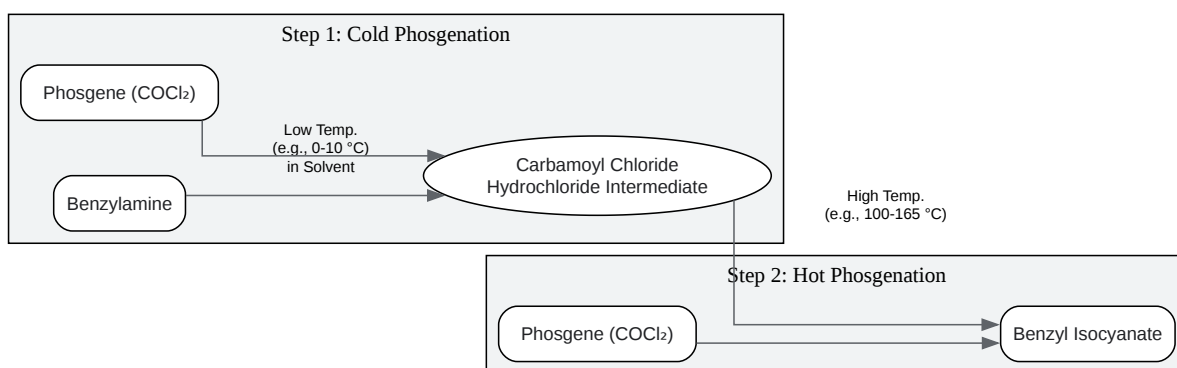 Step 1: Cold Phosgenation
Phosgene (COCl₂)
Low Temp.
(e.g., 0-10 °C)
in Solvent
Carbamoyl Chloride
Hydrochloride Intermediate
Benzylamine
High Temp.
(e.g., 100-165 °C)
Step 2: Hot Phosgenation
Phosgene (COCl₂)
Benzyl Isocyanate